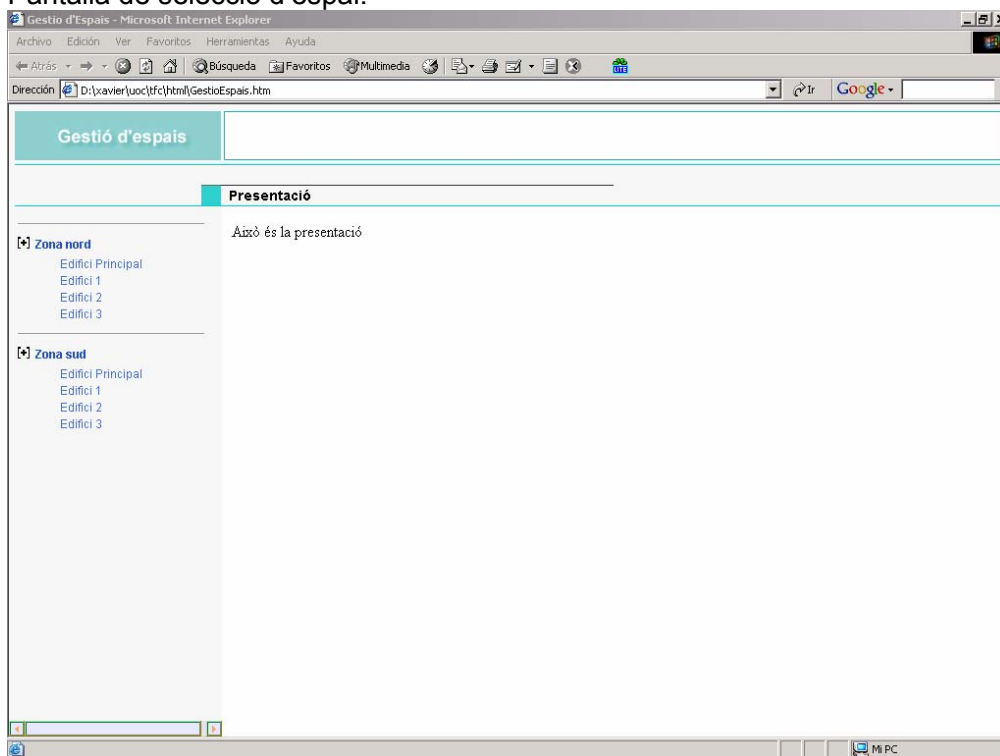 Pantalla de selecció d'espai.
Gestio d'Espais - Microsoft Internet Explorer
Archivo Edición Ver Favoritos Herramientas Ayuda
Atrás Búsqueda Favoritos Multimedia
Dirección D:\xavier\uoc\tfc\html\GestioEspais.htm Ir Google
Gestió d'espais
Presentació
Això és la presentació
[+] Zona nord
Edifici Principal
Edifici 1
Edifici 2
Edifici 3
[+] Zona sud
Edifici Principal
Edifici 1
Edifici 2
Edifici 3
Mi PC